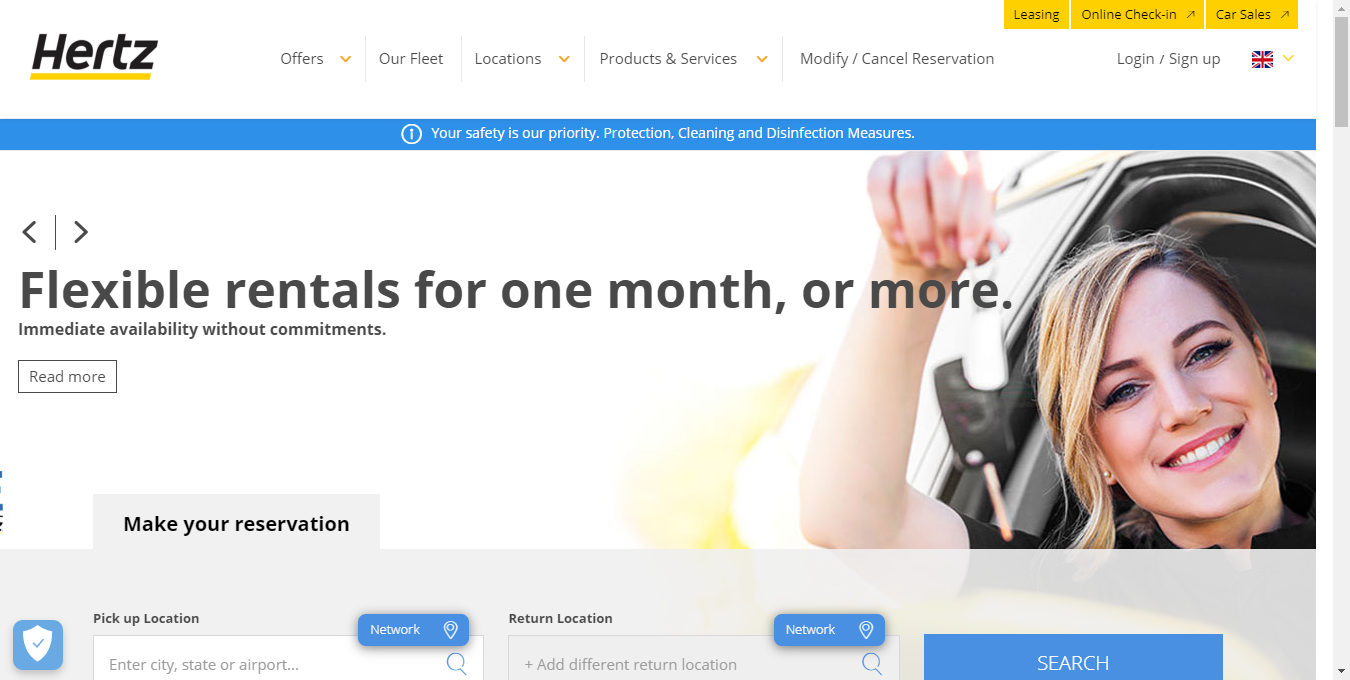 Leasing
Online Check-in
Car Sales
Hertz
Offers
Our Fleet
Locations
Products & Services
Modify / Cancel Reservation
Login / Sign up
Your safety is our priority. Protection, Cleaning and Disinfection Measures.
Flexible rentals for one month, or more.
Immediate availability without commitments.
Read more
Make your reservation
Pick up Location
Network
Return Location
Network
Enter city, state or airport...
+ Add different return location
SEARCH